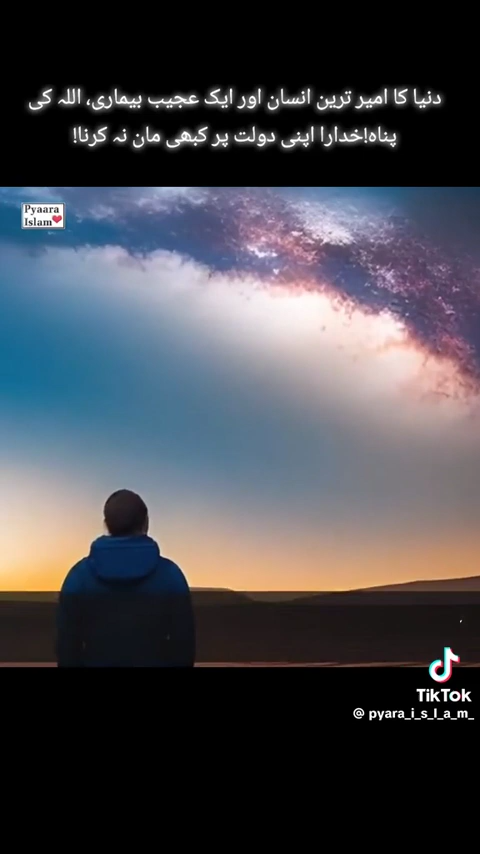 دنیا کا امیر ترین انسان اور ایک عجیب بیماری، اللہ کی
پناہ!خدارا اپنی دولت پر کبھی مان نہ کرنا!
Pyaara
Islam
TikTok
@ pyara_i_s_l_a_m_